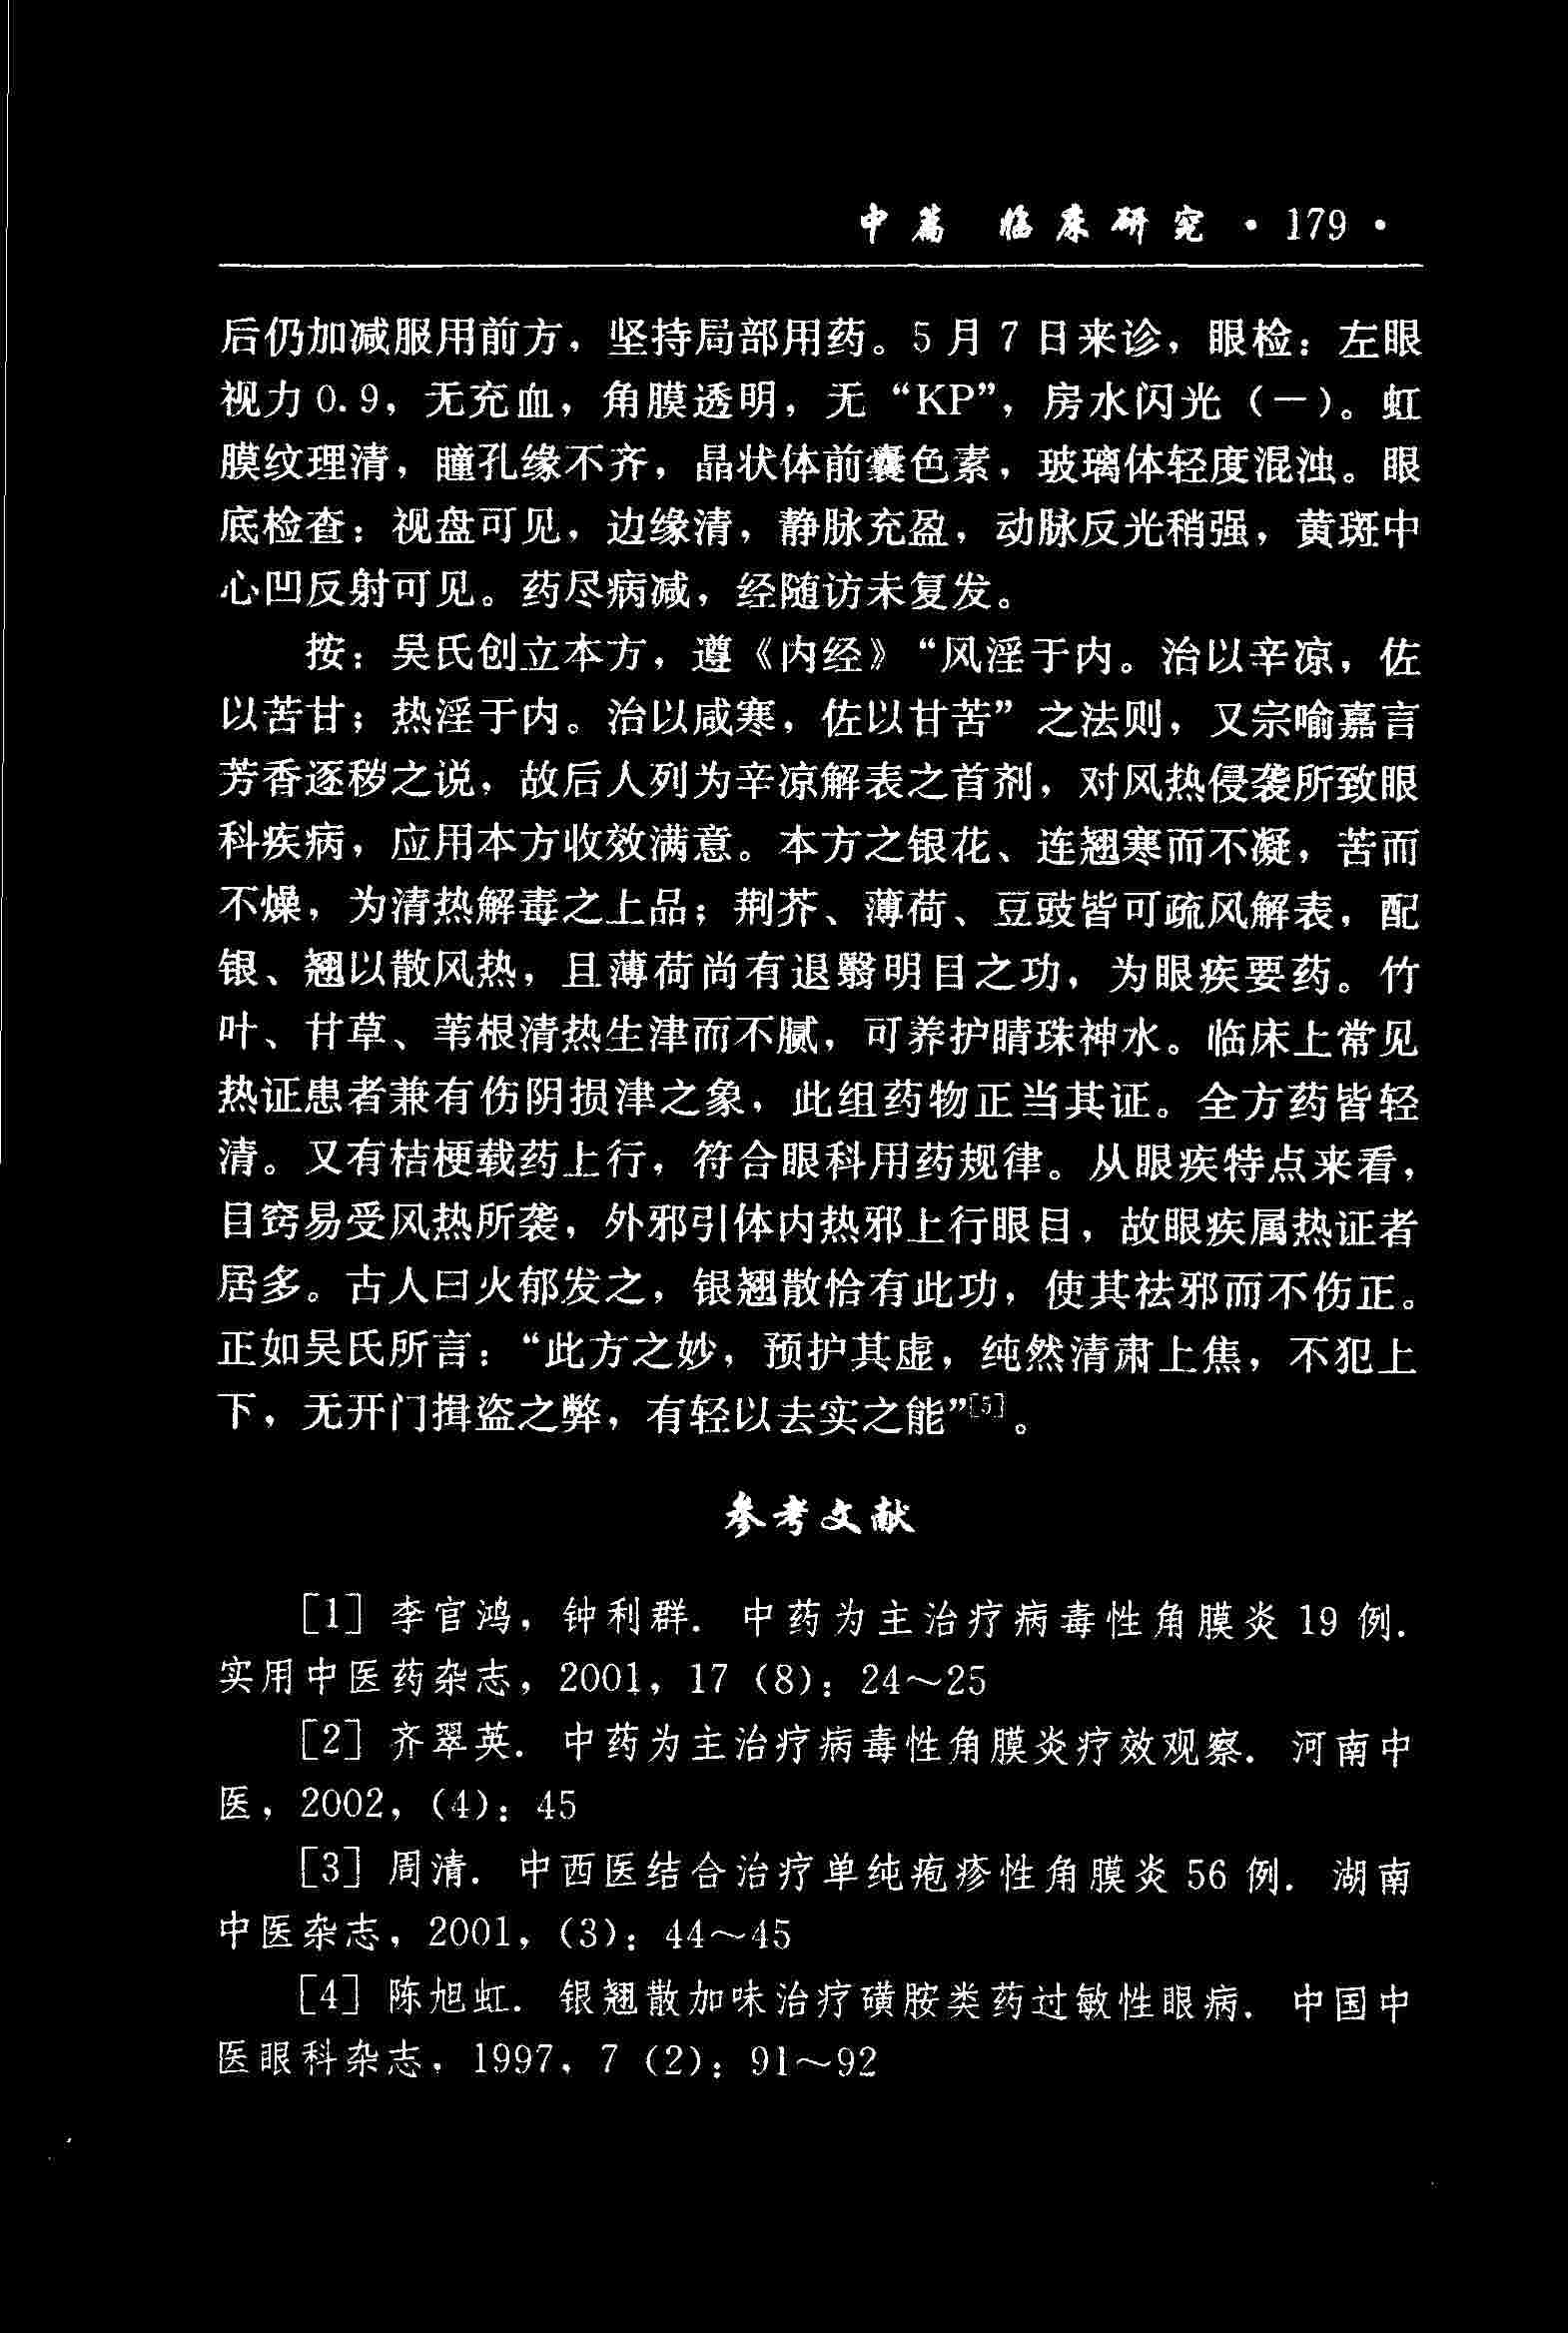 中篇 临床研究 · 179 ·
后仍加减服用前方，坚持局部用药。5 月 7 日来诊，眼检：左眼
视力 0.9，无充血，角膜透明，无“KP”，房水闪光（－）。虹
膜纹理清，瞳孔缘不齐，晶状体前囊色素，玻璃体轻度混浊。眼
底检查：视盘可见，边缘清，静脉充盈，动脉反光稍强，黄斑中
心凹反射可见。药尽病减，经随访未复发。
按：吴氏创立本方，遵《内经》“风淫于内。治以辛凉，佐
以苦甘；热淫于内。治以咸寒，佐以甘苦”之法则，又宗喻嘉言
芳香逐秽之说，故后人列为辛凉解表之首剂，对风热侵袭所致眼
科疾病，应用本方收效满意。本方之银花、连翘寒而不凝，苦而
不燥，为清热解毒之上品；荆芥、薄荷、豆豉皆可疏风解表，配
银、翘以散风热，且薄荷尚有退翳明目之功，为眼疾要药。竹
叶、甘草、苇根清热生津而不腻，可养护睛珠神水。临床上常见
热证患者兼有伤阴损津之象，此组药物正当其证。全方药皆轻
清。又有桔梗载药上行，符合眼科用药规律。从眼疾特点来看，
目窍易受风热所袭，外邪引体内热邪上行眼目，故眼疾属热证者
居多。古人曰火郁发之，银翘散恰有此功，使其祛邪而不伤正。
正如吴氏所言：“此方之妙，预护其虚，纯然清肃上焦，不犯上
下，无开门揖盗之弊，有轻以去实之能”[5]。
参考文献
[1] 李官鸿，钟利群．中药为主治疗病毒性角膜炎 19 例．
实用中医药杂志，2001，17（8）：24～25
[2] 齐翠英．中药为主治疗病毒性角膜炎疗效观察．河南中
医，2002，（4）：45
[3] 周清．中西医结合治疗单纯疱疹性角膜炎 56 例．湖南
中医杂志，2001，（3）：44～45
[4] 陈旭虹．银翘散加味治疗磺胺类药过敏性眼病．中国中
医眼科杂志，1997，7（2）：91～92